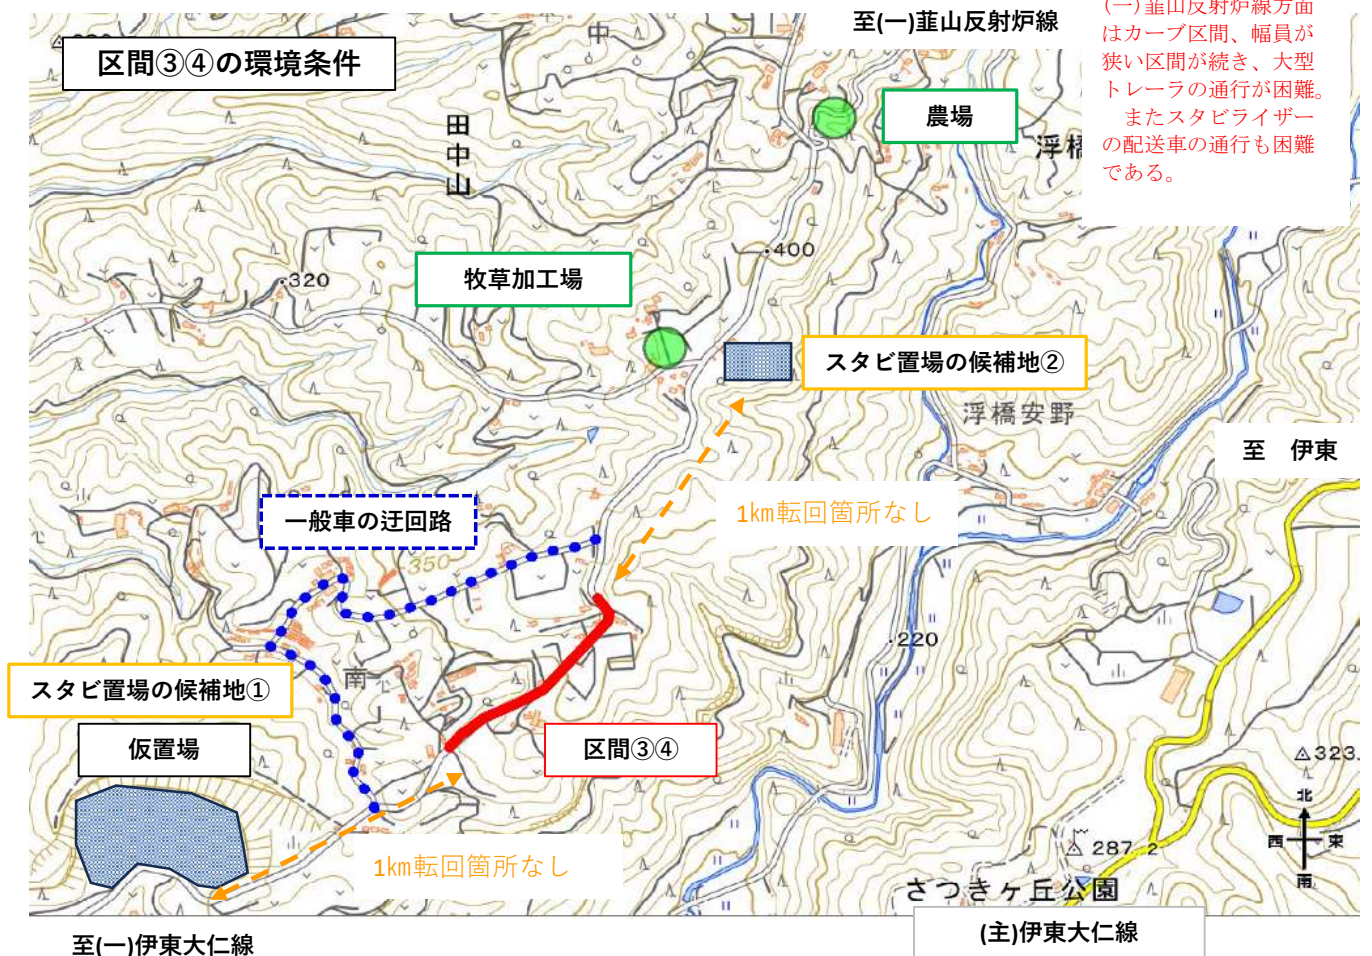 至(一)韮山反射炉線
(一)韮山反射炉線方面
はカーブ区間、幅員が
狭い区間が続き、大型
トレーラの通行が困難。
またスタビライザー
の配送車の通行も困難
である。
区間③④の環境条件
中
農場
田中山
浮橋
・400
牧草加工場
・320
スタビ置場の候補地②
浮橋安野
至 伊東
1km転回箇所なし
一般車の迂回路
350
・220
南
スタビ置場の候補地①
仮置場
区間③④
323.
北
西 東
南
287.2
1km転回箇所なし
さつきヶ丘公園
(主)伊東大仁線
至(一)伊東大仁線